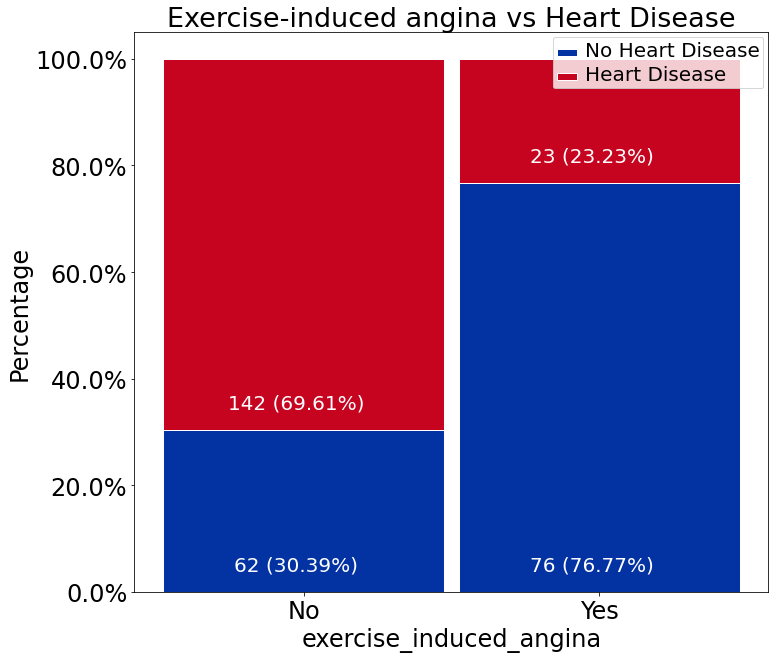 Exercise-induced angina vs Heart Disease
No Heart Disease
Heart Disease
100.0%
80.0%
60.0%
40.0%
20.0%
0.0%
Percentage
23 (23.23%)
142 (69.61%)
62 (30.39%)
76 (76.77%)
No
Yes
exercise_induced_angina